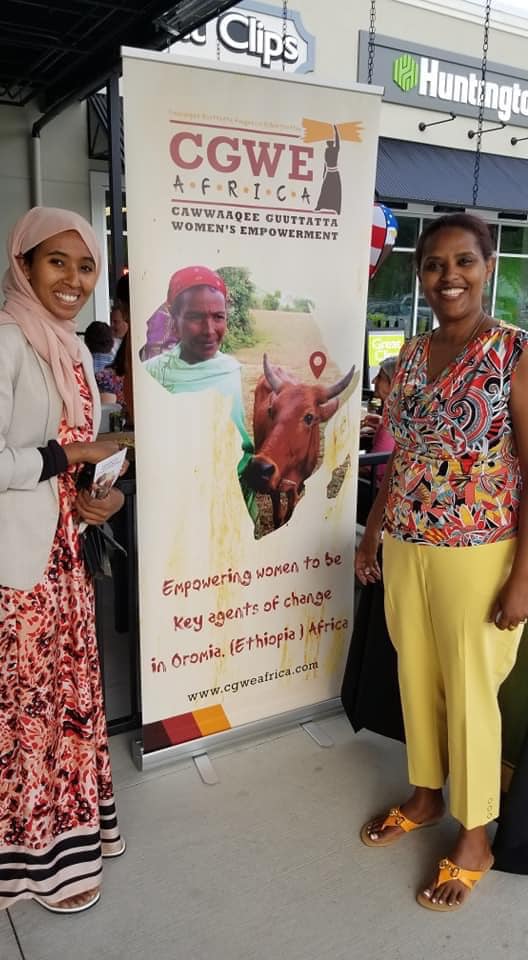 Clips
Huntington
CGWE
AFRICA
CAWWAAQEE GUUTTATTA
WOMEN'S EMPOWERMENT
Empowering women to be
key agents of change
in Oromia, (Ethiopia) Africa
www.cgweafrica.com